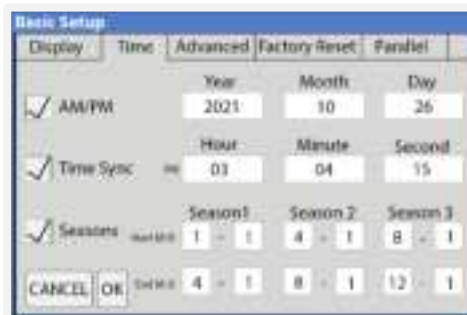 Basic Setup
Display Time Advanced Factory Reset Parallel
Year Month Day
AM/PM 2021 10 26
Hour Minute Second
Time Sync 03 04 15
Season1 Season 2 Season 3
Seasons 1 - 1 4 - 1 8 - 1
CANCEL OK 4 - 1 8 - 1 12 - 1